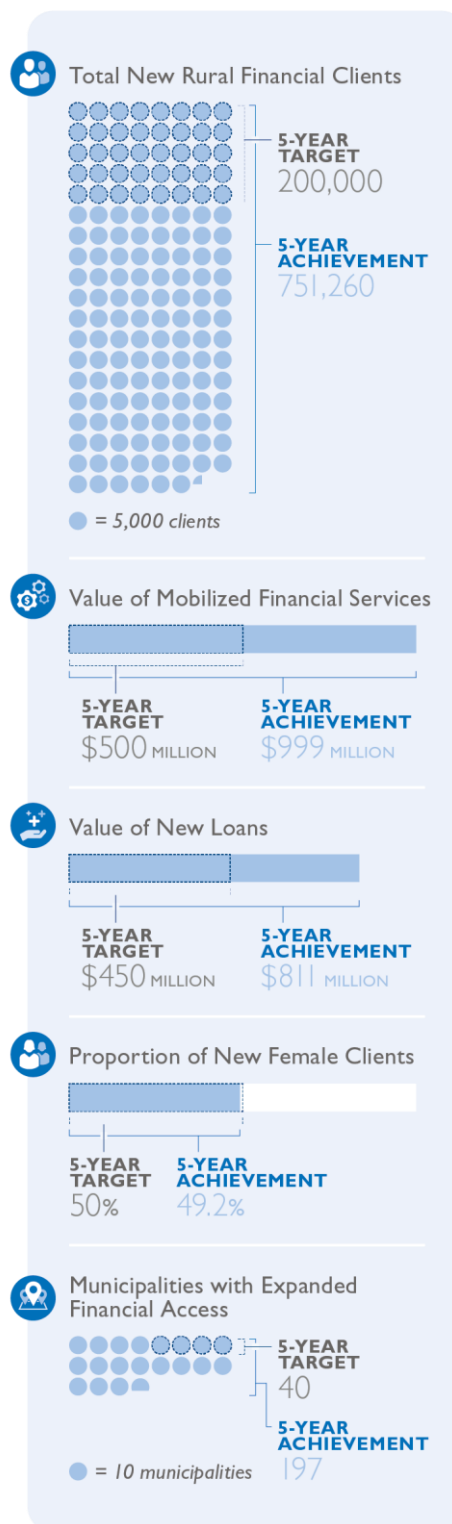 Total New Rural Financial Clients
5-YEAR
TARGET
200,000
5-YEAR
ACHIEVEMENT
751,260
= 5,000 clients
Value of Mobilized Financial Services
5-YEAR
TARGET
$500 MILLION
5-YEAR
ACHIEVEMENT
$999 MILLION
Value of New Loans
5-YEAR
TARGET
$450 MILLION
5-YEAR
ACHIEVEMENT
$811 MILLION
Proportion of New Female Clients
5-YEAR
TARGET
50%
5-YEAR
ACHIEVEMENT
49.2%
Municipalities with Expanded
Financial Access
5-YEAR
TARGET
40
5-YEAR
ACHIEVEMENT
197
= 10 municipalities